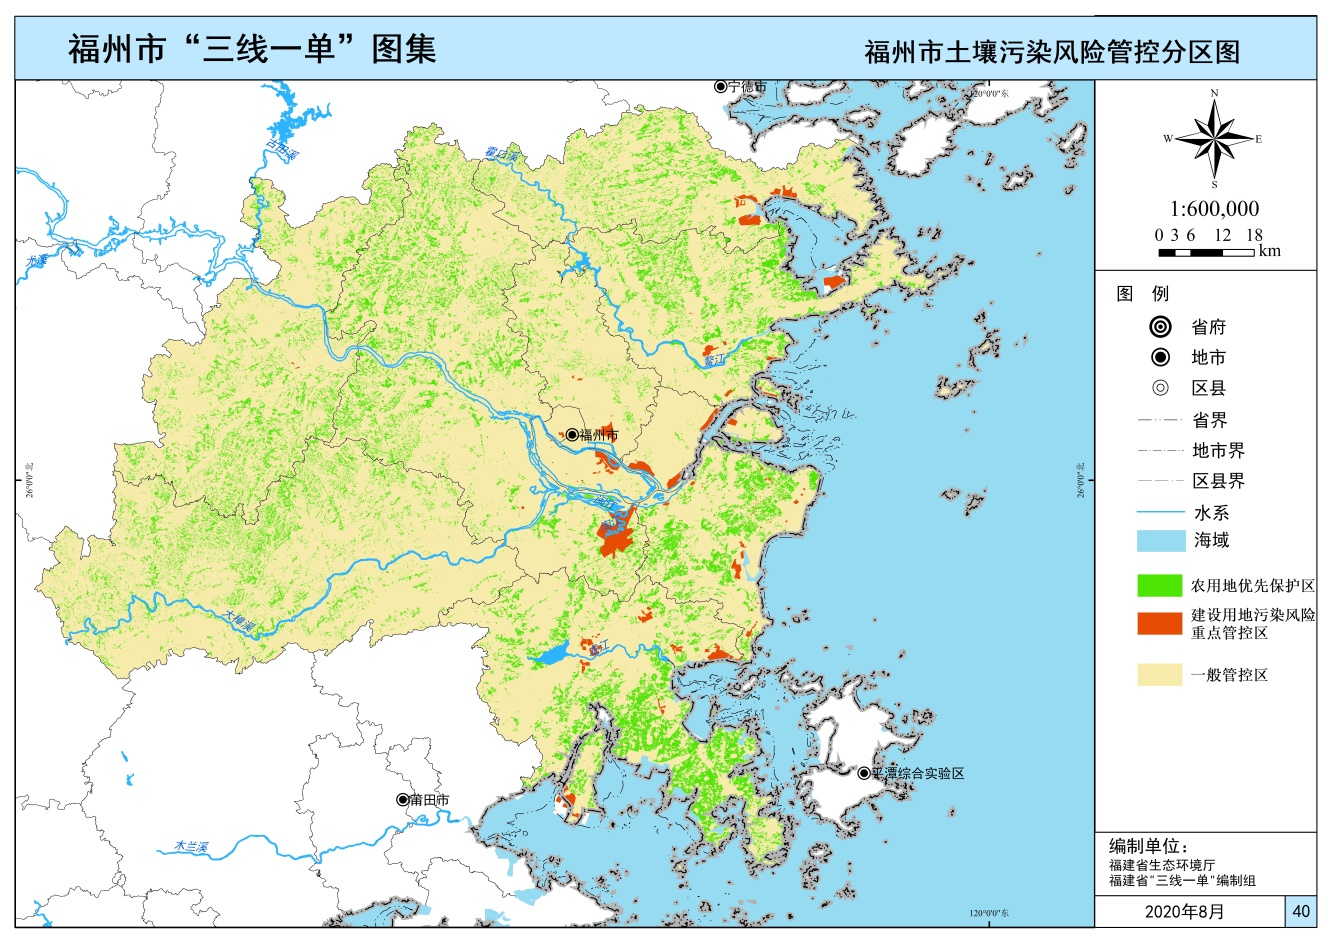 福州市“三线一单”图集
福州市土壤污染风险管控分区图
宁德市
120°0'0"东
古田溪
霍口溪
尤溪
鳌江
福州市
26°0'0"北
26°0'0"北
闽江
大樟溪
龙江
平潭综合实验区
莆田市
木兰溪
120°0'0"东
N
W
E
S
1:600,000
0 3 6 12 18
km
图 例
省府
地市
区县
省界
地市界
区县界
水系
海域
农用地优先保护区
建设用地污染风险
重点管控区
一般管控区
编制单位：
福建省生态环境厅
福建省"三线一单"编制组
2020年8月
40